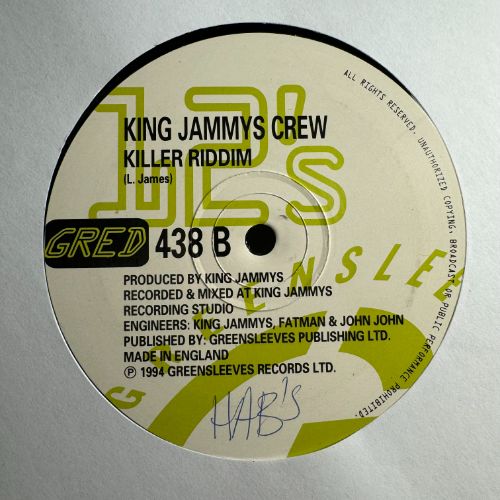 12's
KING JAMMYS CREW
KILLER RIDDIM
(L. James)
GRED 438 B
PRODUCED BY KING JAMMYS
RECORDED & MIXED AT KING JAMMYS
RECORDING STUDIO
ENGINEERS: KING JAMMYS, FATMAN & JOHN JOHN
PUBLISHED BY: GREENSLEEVES PUBLISHING LTD.
MADE IN ENGLAND
℗ 1994 GREENSLEEVES RECORDS LTD.
HAB's
ALL RIGHTS RESERVED. UNAUTHORIZED COPYING, BROADCAST OR PUBLIC PERFORMANCE PROHIBITED.